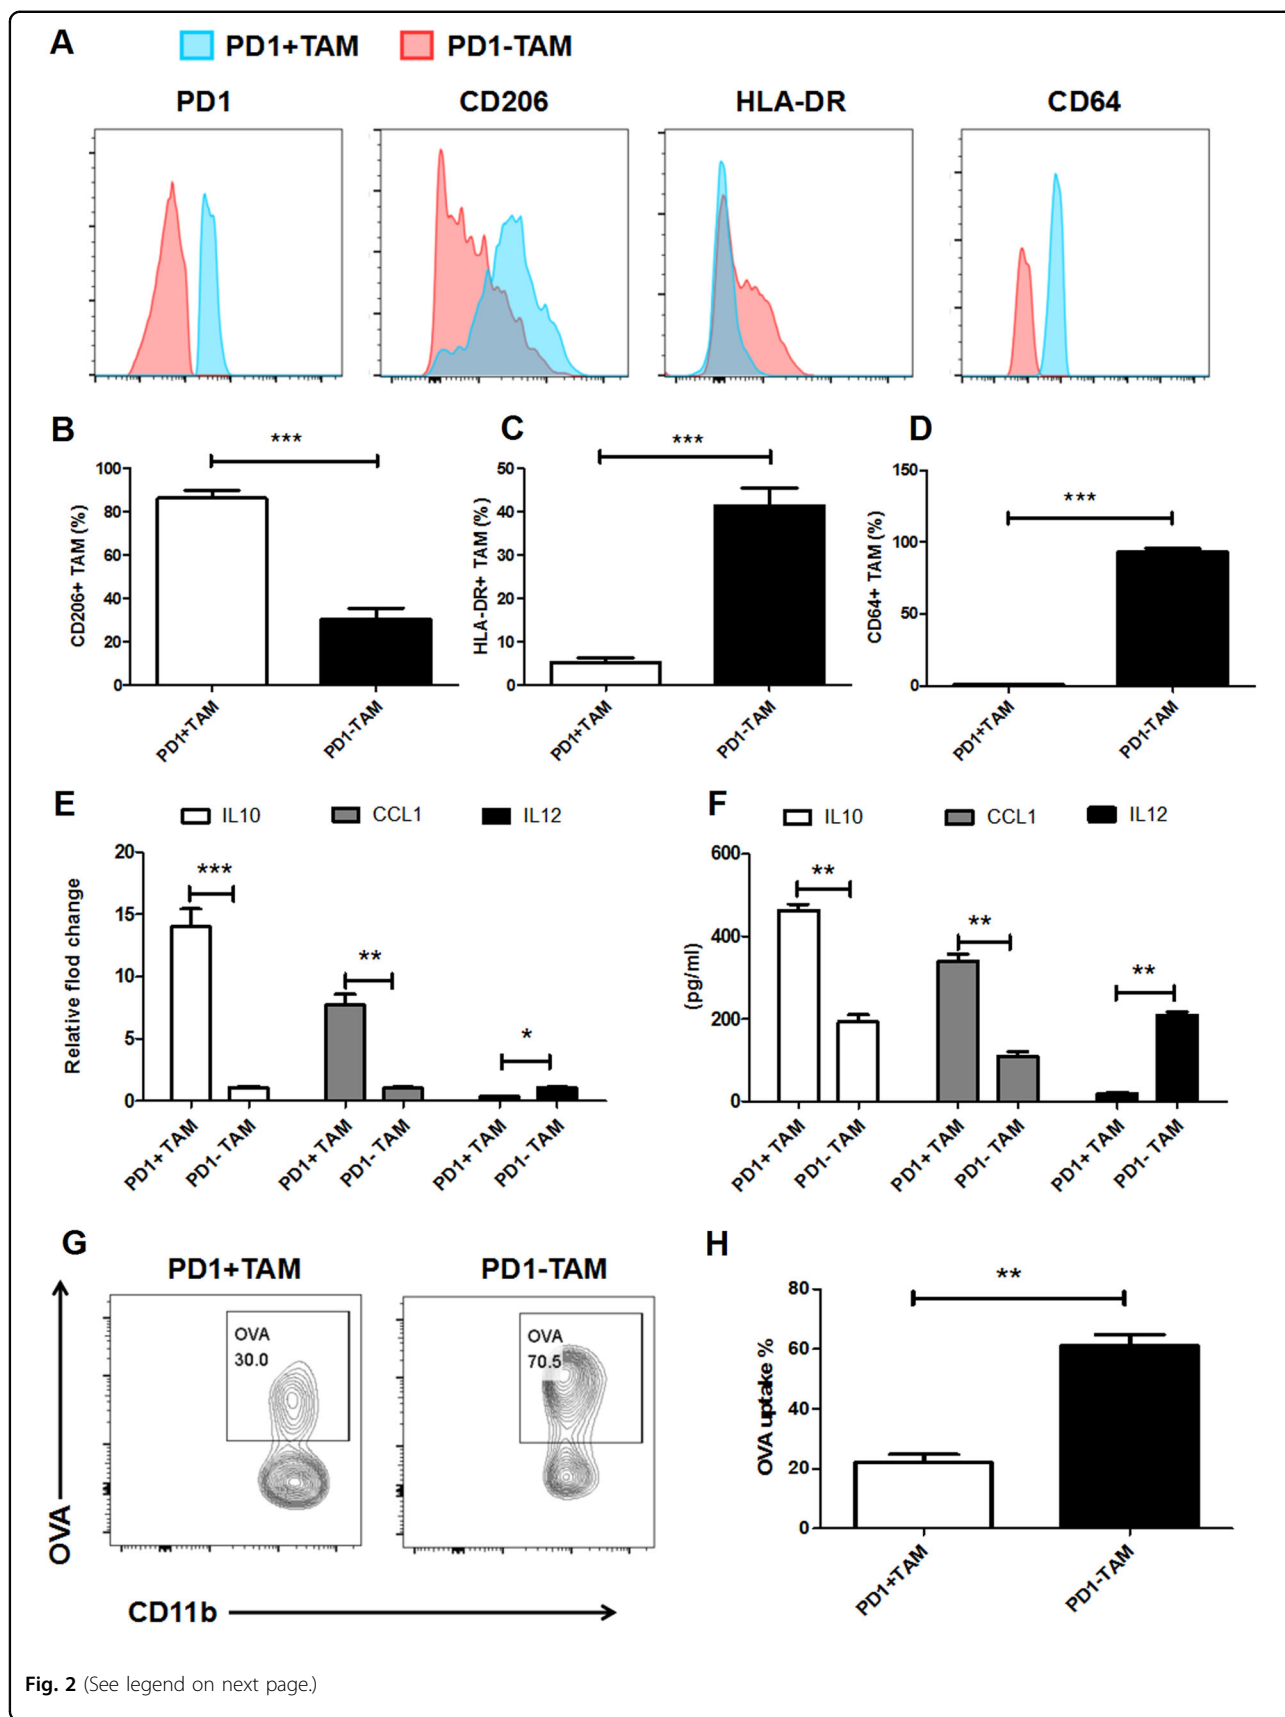 A
PD1+TAM PD1-TAM
PD1 CD206 HLA-DR CD64
B
***
CD206+ TAM (%)
100
80
60
40
20
0
PD1+TAM PD1-TAM
C
***
HLA-DR+ TAM (%)
50
40
30
20
10
0
PD1+TAM PD1-TAM
D
***
CD64+ TAM (%)
150
100
50
0
PD1+TAM PD1-TAM
E
IL10 CCL1 IL12
Relative flod change
20
15
10
5
0
*** ** *
PD1+ TAM PD1- TAM PD1+ TAM PD1- TAM PD1+ TAM PD1- TAM
F
IL10 CCL1 IL12
(pg/ml)
600
400
200
0
** ** **
PD1+ TAM PD1- TAM PD1+ TAM PD1- TAM PD1+ TAM PD1- TAM
G
PD1+TAM PD1-TAM
OVA
30.0
OVA
70.5
OVA
CD11b
H
**
OVA uptake %
80
60
40
20
0
PD1+TAM PD1-TAM
Fig. 2 (See legend on next page.)